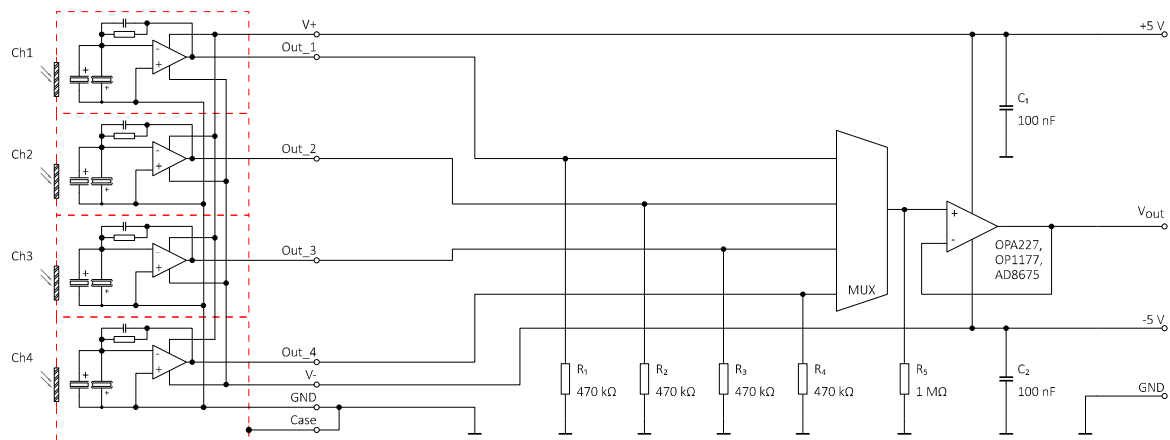 V+
+5 V
Ch1
Out_1
C₁
100 nF
Ch2
Out_2
Vout
OPA227,
OP1177,
AD8675
Ch3
Out_3
MUX
-5 V
Ch4
Out_4
V-
R₁
470 kΩ
R₂
470 kΩ
R₃
470 kΩ
R₄
470 kΩ
R₅
1 MΩ
C₂
100 nF
GND
GND
Case